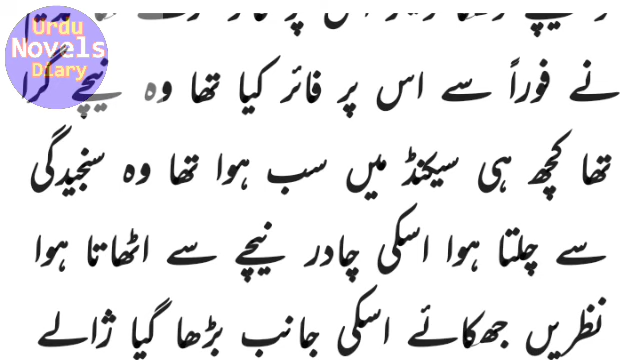 Urdu
Novels
Diary
نے فوراً سے اس پر فائر کیا تھا وہ نیچے گرا
تھا کچھ ہی سیکنڈ میں سب ہوا تھا وہ سنجیدگی
سے چلتا ہوا اسکی چادر نیچے سے اٹھاتا ہوا
نظریں جھکائے اسکی جانب بڑھا گیا ژالے